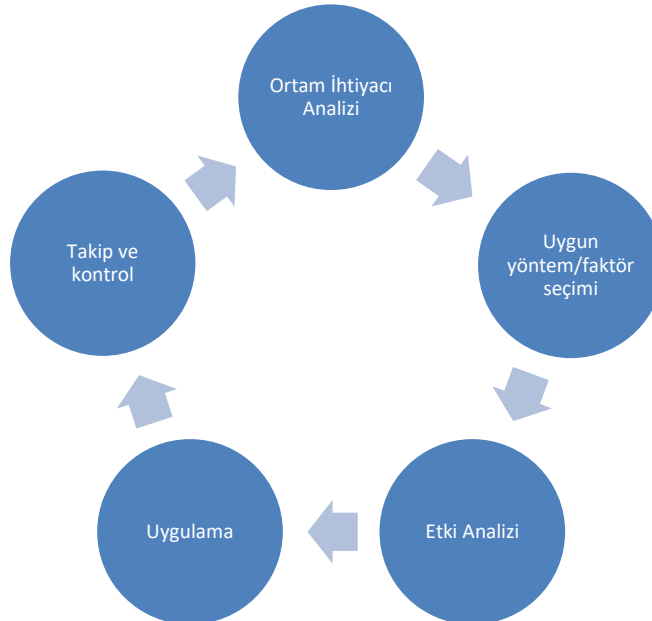 Ortam İhtiyacı
Analizi
Uygun
yöntem/faktör
seçimi
Etki Analizi
Uygulama
Takip ve
kontrol